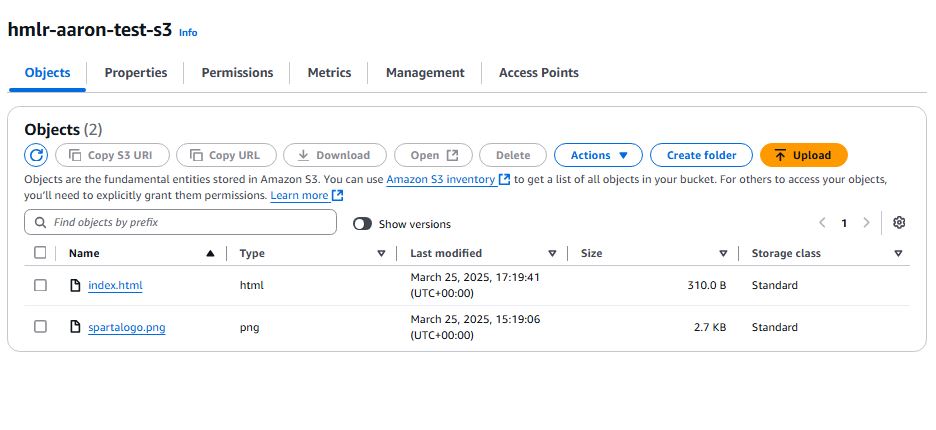 hmlr-aaron-test-s3 Info
Objects Properties Permissions Metrics Management Access Points
Objects (2)
Copy S3 URI Copy URL Download Open Delete Actions Create folder Upload
Objects are the fundamental entities stored in Amazon S3. You can use Amazon S3 inventory to get a list of all objects in your bucket. For others to access your objects,
you'll need to explicitly grant them permissions. Learn more
Find objects by prefix Show versions 1
Name Type Last modified Size Storage class
index.html html March 25, 2025, 17:19:41 310.0 B Standard
(UTC+00:00)
spartalogo.png png March 25, 2025, 15:19:06 2.7 KB Standard
(UTC+00:00)